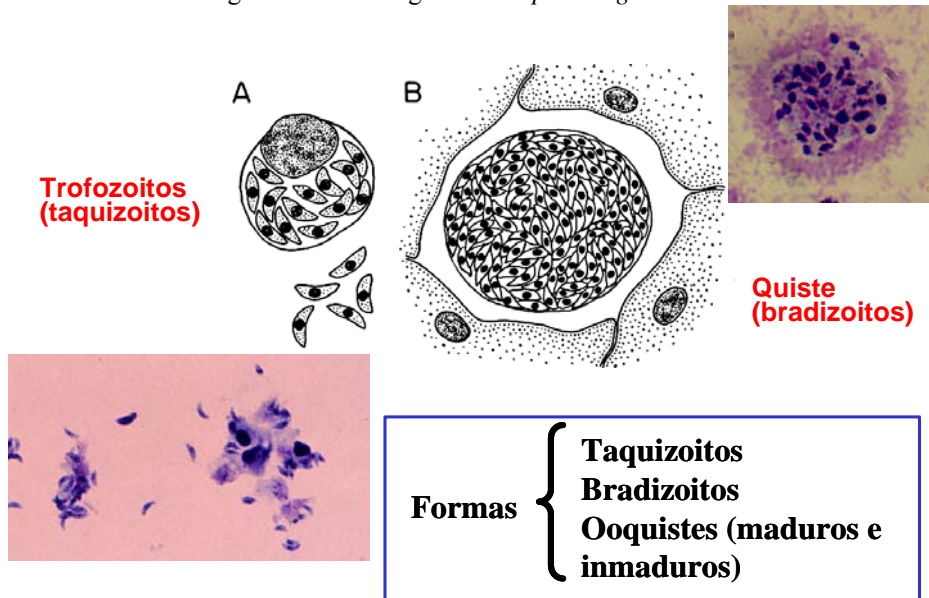 A B
Trofozoitos
(taquizoitos)
Quiste
(bradizoitos)
Formas
Taquizoitos
Bradizoitos
Ooquistes (maduros e
inmaduros)